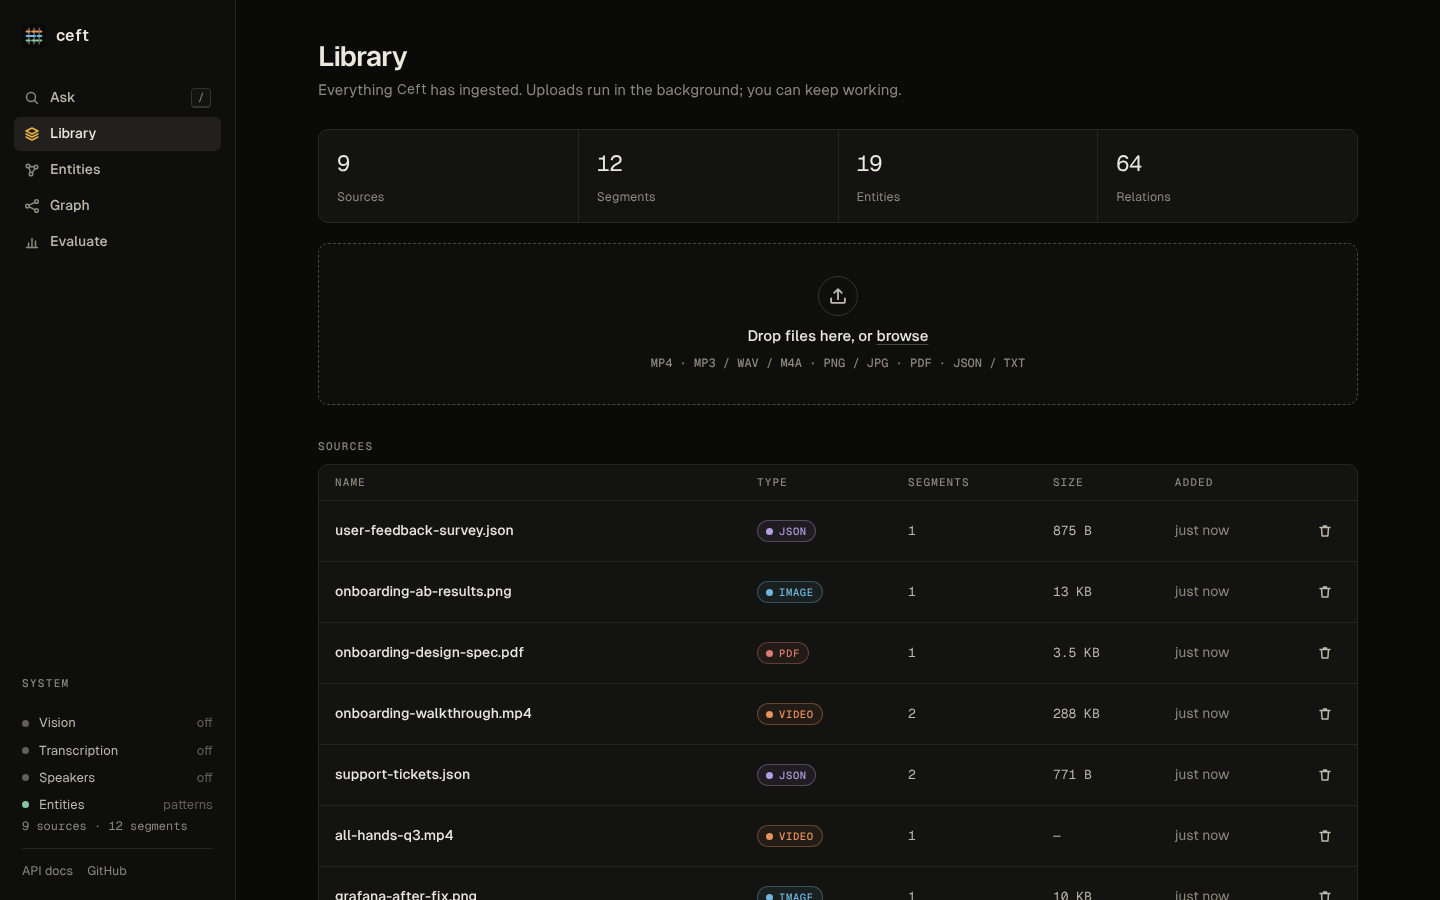 ceft
Ask /
Library
Entities
Graph
Evaluate
SYSTEM
Vision off
Transcription off
Speakers off
Entities patterns
9 sources · 12 segments
API docs GitHub
Library
Everything Ceft has ingested. Uploads run in the background; you can keep working.
9 12 19 64
Sources Segments Entities Relations
Drop files here, or browse
MP4 · MP3 / WAV / M4A · PNG / JPG · PDF · JSON / TXT
SOURCES
NAME TYPE SEGMENTS SIZE ADDED
user-feedback-survey.json JSON 1 875 B just now
onboarding-ab-results.png IMAGE 1 13 KB just now
onboarding-design-spec.pdf PDF 1 3.5 KB just now
onboarding-walkthrough.mp4 VIDEO 2 288 KB just now
support-tickets.json JSON 2 771 B just now
all-hands-q3.mp4 VIDEO 1 – just now
grafana-after-fix.png IMAGE 1 10 KB just now